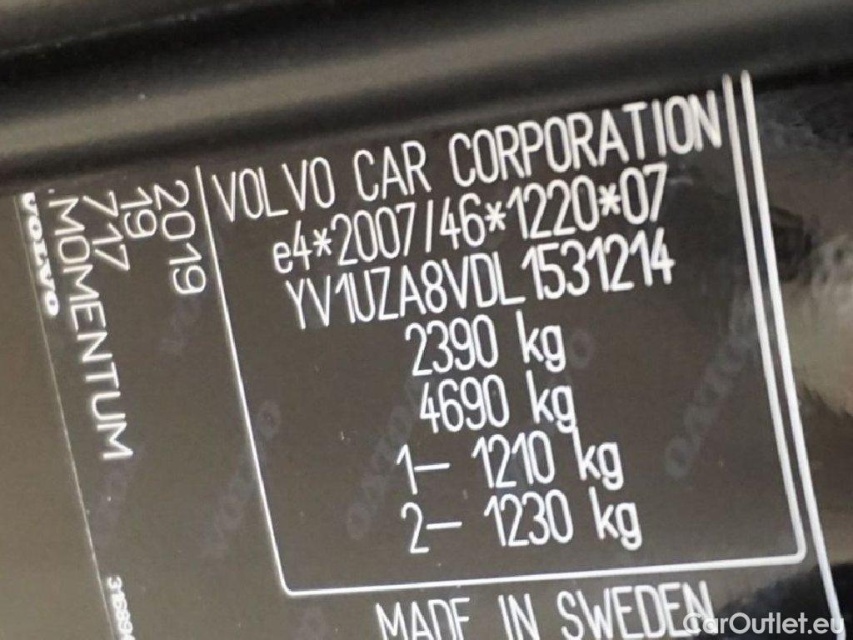 VOLVO CAR CORPORATION
e4*2007/46*1220*07
YV1UZA8VDL1531214
2390 kg
4690 kg
1– 1210 kg
2– 1230 kg
MADE IN SWEDEN
2019
19
717
MOMENTUM
VOLVO
CarOutlet.eu